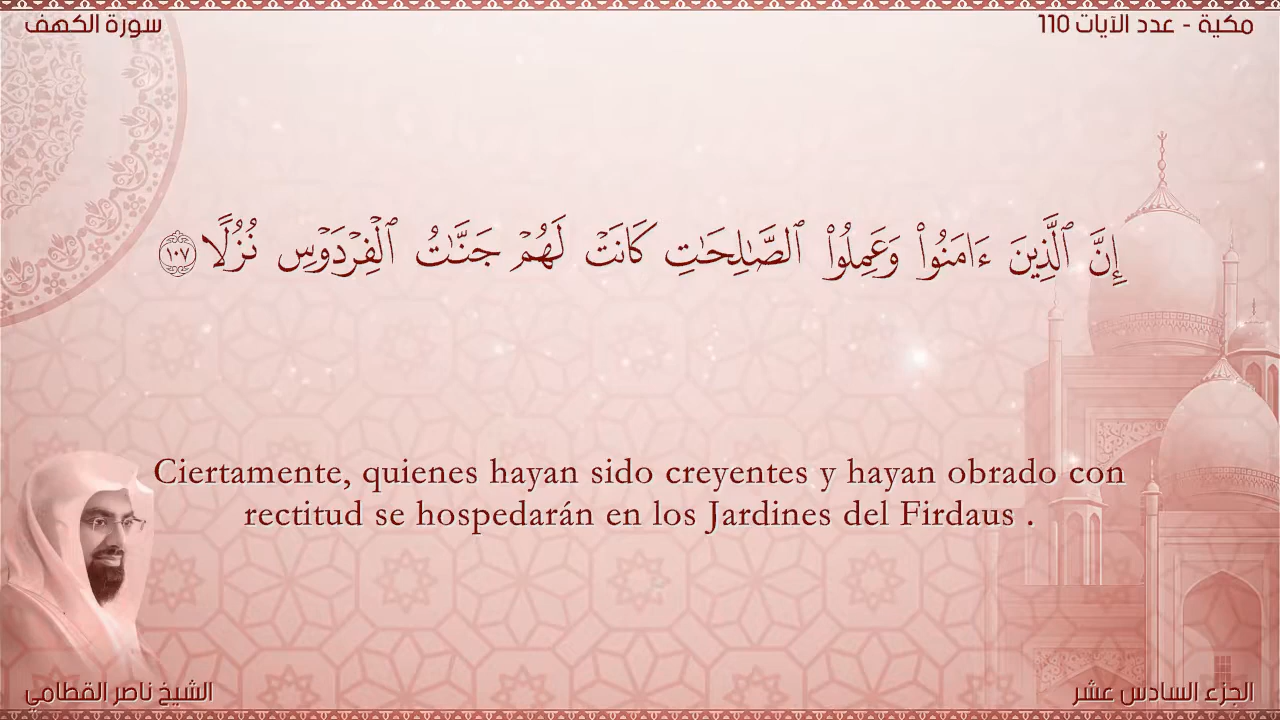 سورة الكهف
مكية - عدد الآيات 110
إِنَّ ٱلَّذِينَ ءَامَنُوا۟ وَعَمِلُوا۟ ٱلصَّـٰلِحَـٰتِ كَانَتْ لَهُمْ جَنَّـٰتُ ٱلْفِرْدَوْسِ نُزُلًا ١٠٧
Ciertamente, quienes hayan sido creyentes y hayan obrado con
rectitud se hospedarán en los Jardines del Firdaus .
الشيخ ناصر القطامي
الجزء السادس عشر